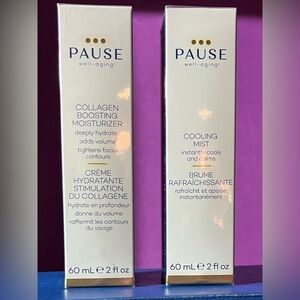 PAUSE
well-aging™
COLLAGEN
BOOSTING
MOISTURIZER
deeply hydrates
adds volume
tightens facial
contours
CRÈME
HYDRATANTE
STIMULATION
DU COLLAGÈNE
hydrate en profondeur
donne du volume
raffermit les contours
du visage
60 mL ℮ 2 fl oz
PAUSE
well-aging™
COOLING
MIST
instantly cools
and calms
BRUME
RAFRAÎCHISSANTE
rafraîchit et apaise
instantanément
60 mL ℮ 2 fl oz